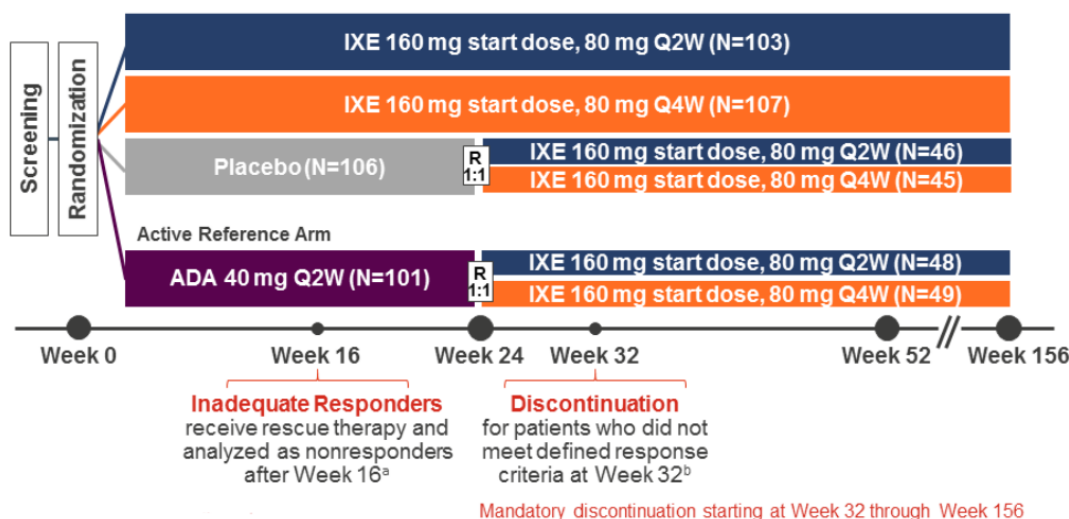 Screening
Randomization
IXE 160 mg start dose, 80 mg Q2W (N=103)
IXE 160 mg start dose, 80 mg Q4W (N=107)
Placebo (N=106)
R
1:1
IXE 160 mg start dose, 80 mg Q2W (N=46)
IXE 160 mg start dose, 80 mg Q4W (N=45)
Active Reference Arm
ADA 40 mg Q2W (N=101)
R
1:1
IXE 160 mg start dose, 80 mg Q2W (N=48)
IXE 160 mg start dose, 80 mg Q4W (N=49)
Week 0
Week 16
Week 24
Week 32
Week 52
Week 156
Inadequate Responders
receive rescue therapy and
analyzed as nonresponders
after Week 16ᵃ
Discontinuation
for patients who did not
meet defined response
criteria at Week 32ᵇ
Mandatory discontinuation starting at Week 32 through Week 156